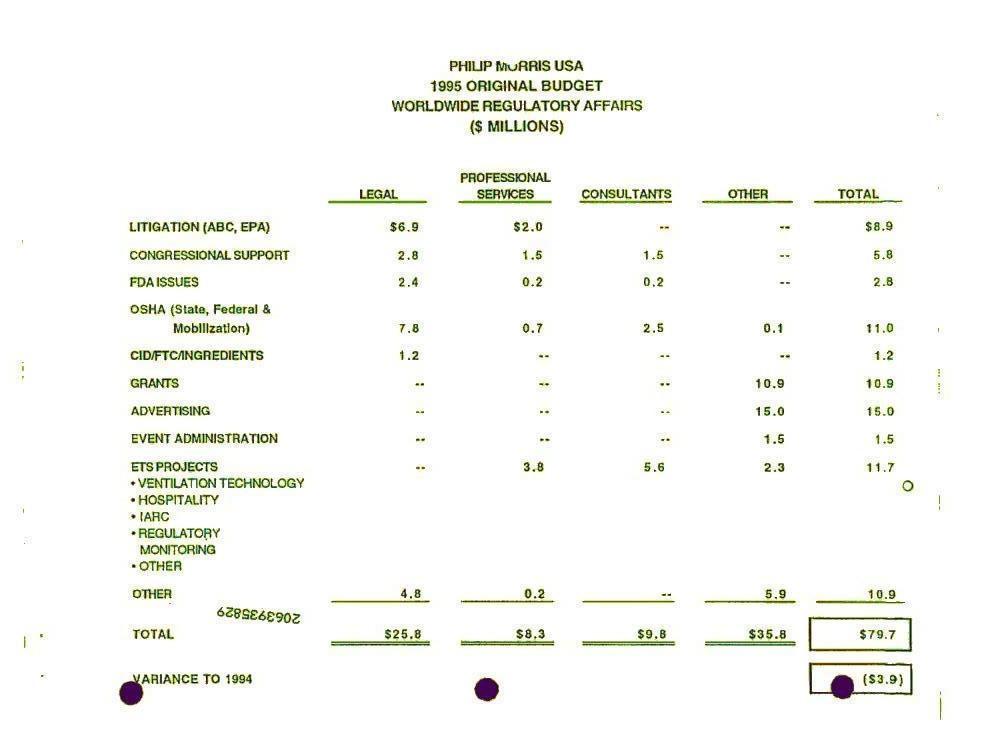 PHILIP MORRIS USA
1995 ORIGINAL BUDGET
WORLDWIDE REGULATORY AFFAIRS
($ MILLIONS)
PROFESSIONAL
LEGAL SERVICES CONSULTANTS OTHER TOTAL
LITIGATION (ABC, EPA) $6.9 $2.0 -- -- $8.9
CONGRESSIONAL SUPPORT 2.8 1.5 1.5 -- 5.8
FDA ISSUES 2.4 0.2 0.2 -- 2.8
OSHA (State, Federal &
Mobilization) 7.8 0.7 2.5 0.1 11.0
CID/FTC/INGREDIENTS 1.2 -- -- -- 1.2
GRANTS -- -- -- 10.9 10.9
ADVERTISING -- -- -- 15.0 15.0
EVENT ADMINISTRATION -- -- -- 1.5 1.5
ETS PROJECTS -- 3.8 5.6 2.3 11.7
• VENTILATION TECHNOLOGY
• HOSPITALITY
• IARC
• REGULATORY
MONITORING
• OTHER
OTHER 4.8 0.2 -- 5.9 10.9
2063935829
TOTAL $25.8 $8.3 $9.8 $35.8 $79.7
VARIANCE TO 1994 ($3.9)